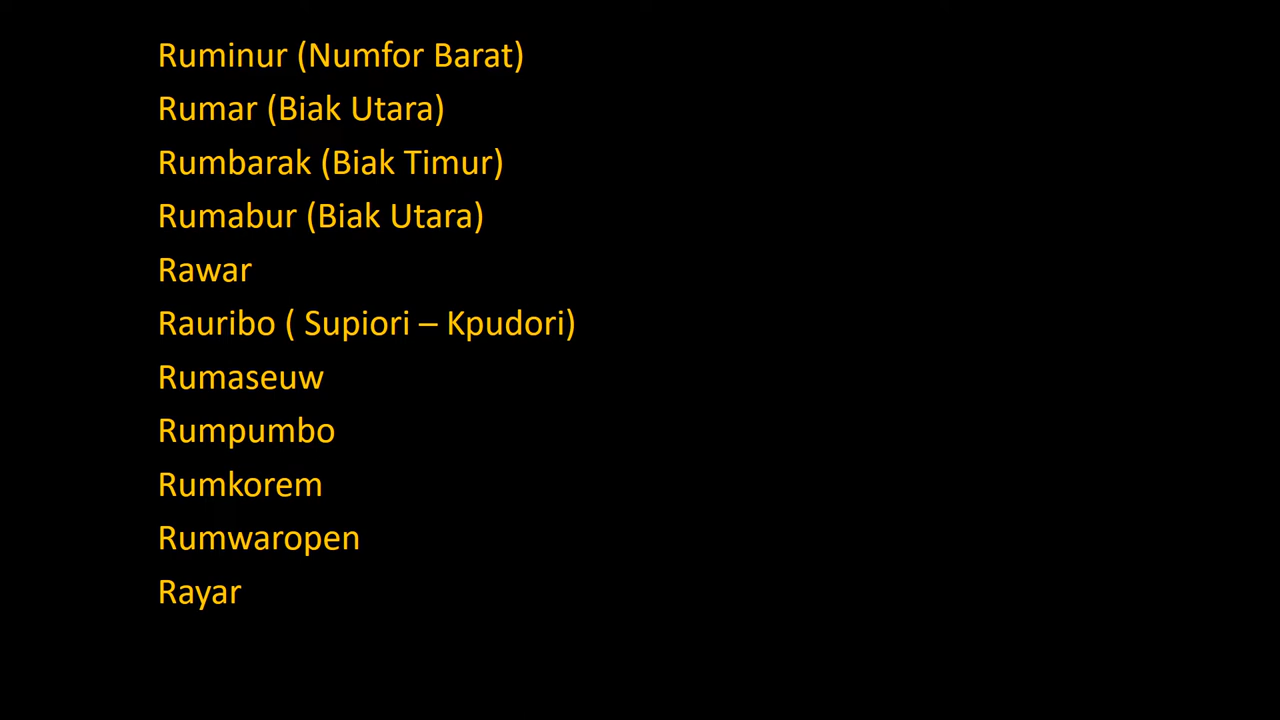 Ruminur (Numfor Barat)
Rumar (Biak Utara)
Rumbarak (Biak Timur)
Rumabur (Biak Utara)
Rawar
Rauribo ( Supiori – Kpudori)
Rumaseuw
Rumpumbo
Rumkorem
Rumwaropen
Rayar